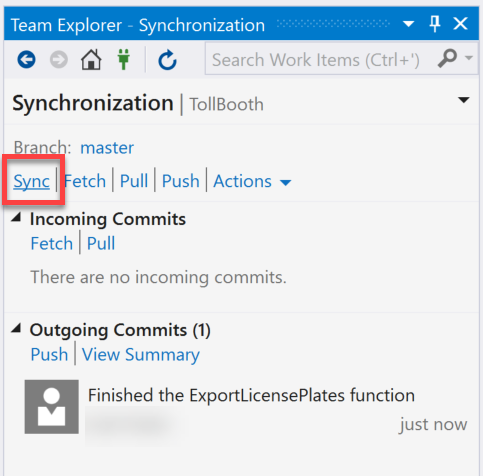 Team Explorer - Synchronization
Search Work Items (Ctrl+')
Synchronization | TollBooth
Branch: master
Sync | Fetch | Pull | Push | Actions
Incoming Commits
Fetch | Pull
There are no incoming commits.
Outgoing Commits (1)
Push | View Summary
Finished the ExportLicensePlates function
just now